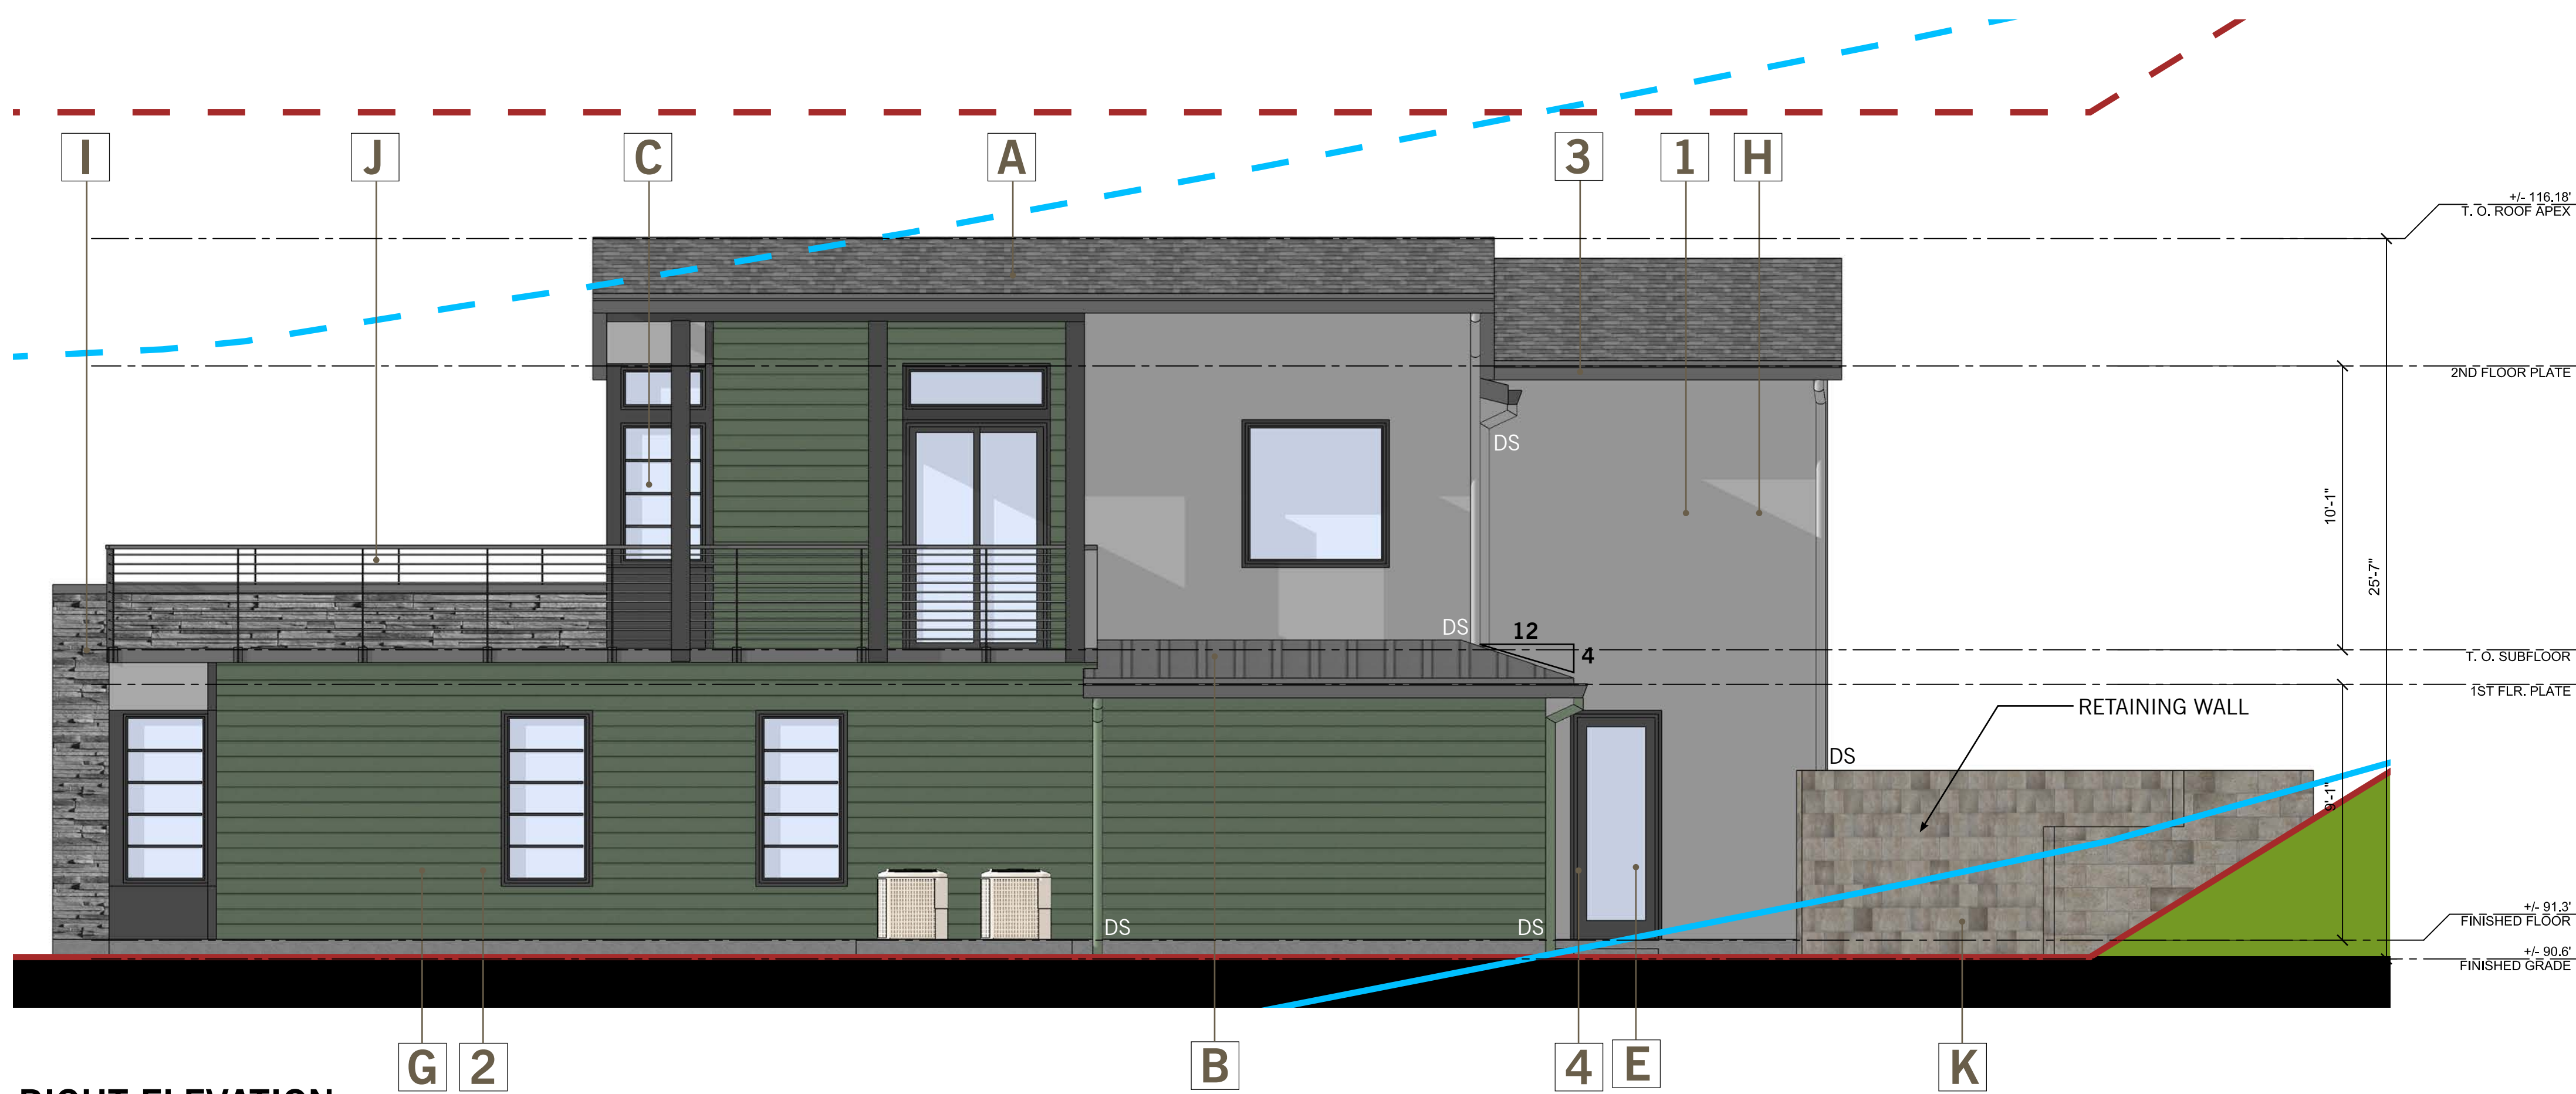 I J C A 3 1 H
+/- 116.18'
T. O. ROOF APEX
2ND FLOOR PLATE
DS
10'-1"
25'-7"
DS
12
4
T. O. SUBFLOOR
1ST FLR. PLATE
RETAINING WALL
DS
9'-1"
+/- 91.3'
FINISHED FLOOR
DS
DS
+/- 90.6'
FINISHED GRADE
G 2 B 4 E K
RIGHT ELEVATION